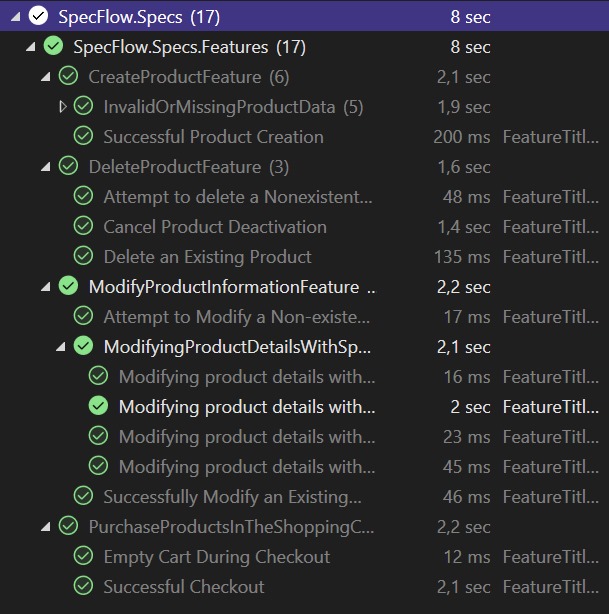 SpecFlow.Specs (17) 8 sec
SpecFlow.Specs.Features (17) 8 sec
CreateProductFeature (6) 2,1 sec
InvalidOrMissingProductData (5) 1,9 sec
Successful Product Creation 200 ms FeatureTitl...
DeleteProductFeature (3) 1,6 sec
Attempt to delete a Nonexistent... 48 ms FeatureTitl...
Cancel Product Deactivation 1,4 sec FeatureTitl...
Delete an Existing Product 135 ms FeatureTitl...
ModifyProductInformationFeature .. 2,2 sec
Attempt to Modify a Non-existe... 17 ms FeatureTitl...
ModifyingProductDetailsWithSp... 2,1 sec
Modifying product details with... 16 ms FeatureTitl...
Modifying product details with... 2 sec FeatureTitl...
Modifying product details with... 23 ms FeatureTitl...
Modifying product details with... 45 ms FeatureTitl...
Successfully Modify an Existing... 46 ms FeatureTitl...
PurchaseProductsInTheShoppingC... 2,2 sec
Empty Cart During Checkout 12 ms FeatureTitl...
Successful Checkout 2,1 sec FeatureTitl...